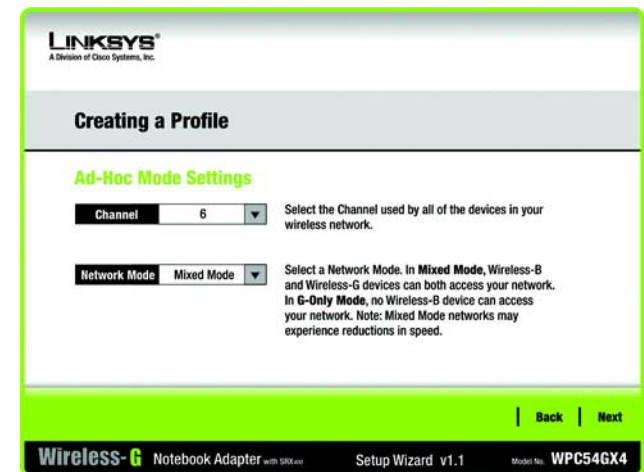 LINKSYS®
A Division of Cisco Systems, Inc.
Creating a Profile
Ad-Hoc Mode Settings
Channel 6
Select the Channel used by all of the devices in your
wireless network.
Network Mode Mixed Mode
Select a Network Mode. In Mixed Mode, Wireless-B
and Wireless-G devices can both access your network.
In G-Only Mode, no Wireless-B device can access
your network. Note: Mixed Mode networks may
experience reductions in speed.
Back Next
Wireless-G Notebook Adapter with SRX400 Setup Wizard v1.1 Model No. WPC54GX4